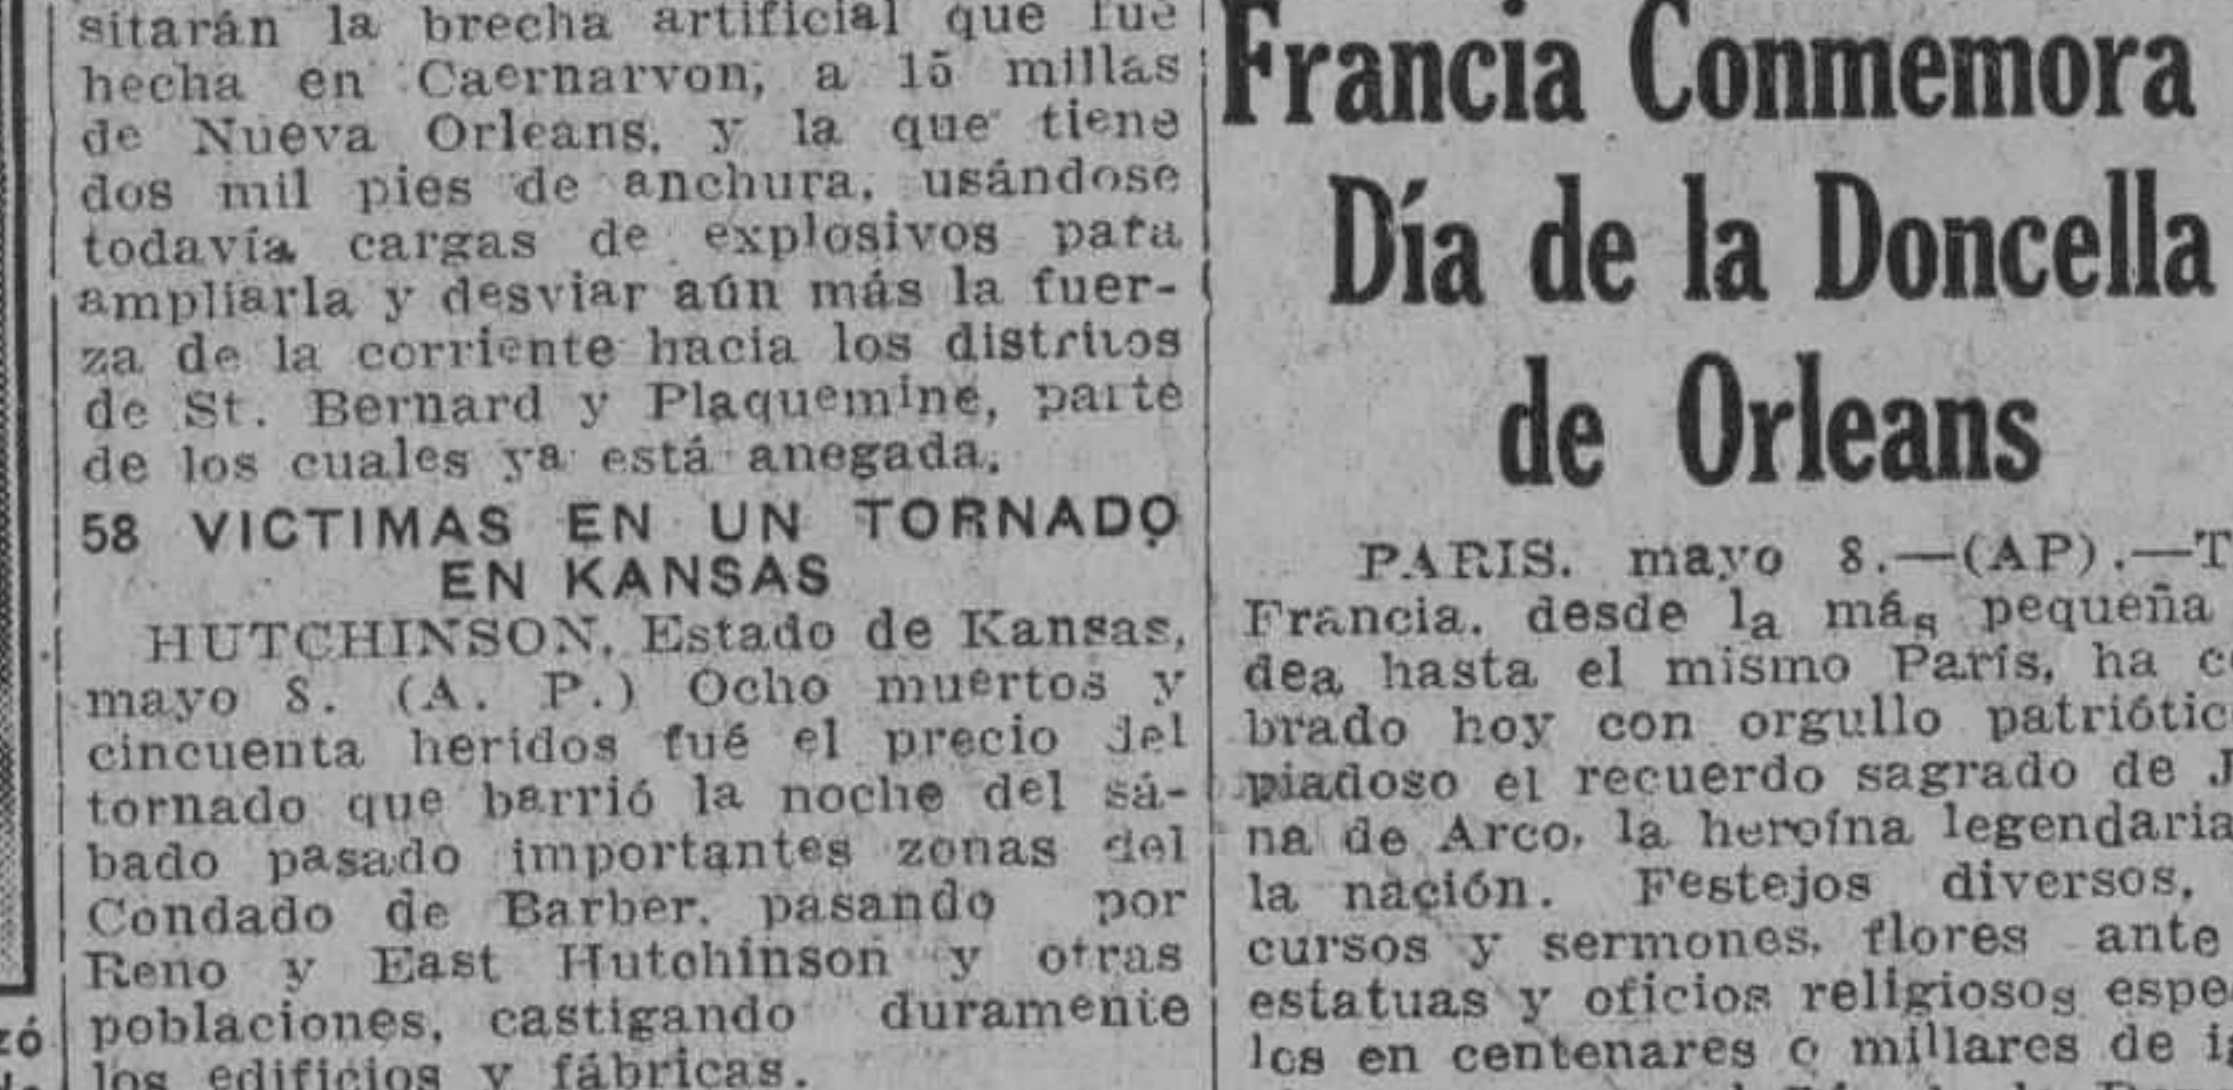 sitarán la brecha artificial que fué
hecha en Caernarvon, a 15 millas
de Nueva Orleans, y la que tiene
dos mil pies de anchura, usándose
todavía cargas de explosivos para
ampliarla y desviar aún más la fuer-
za de la corriente hacia los distritos
de St. Bernard y Plaquemine, parte
de los cuales ya está anegada.
58 VICTIMAS EN UN TORNADO
EN KANSAS
HUTCHINSON, Estado de Kansas,
mayo 8. (A. P.) Ocho muertos y
cincuenta heridos fué el precio del
tornado que barrió la noche del sá-
bado pasado importantes zonas del
Condado de Barber, pasando por
Reno y East Hutchinson y otras
poblaciones, castigando duramente
los edificios y fábricas.
zó
Francia Conmemora
Día de la Doncella
de Orleans
PARIS, mayo 8.—(AP).—T
Francia, desde la más pequeña
dea hasta el mismo París, ha c
brado hoy con orgullo patriótic
piadoso el recuerdo sagrado de J
na de Arco, la heroína legendaria
la nación. Festejos diversos,
cursos y sermones, flores ante
estatuas y oficios religiosos espe
les en centenares o millares de ig